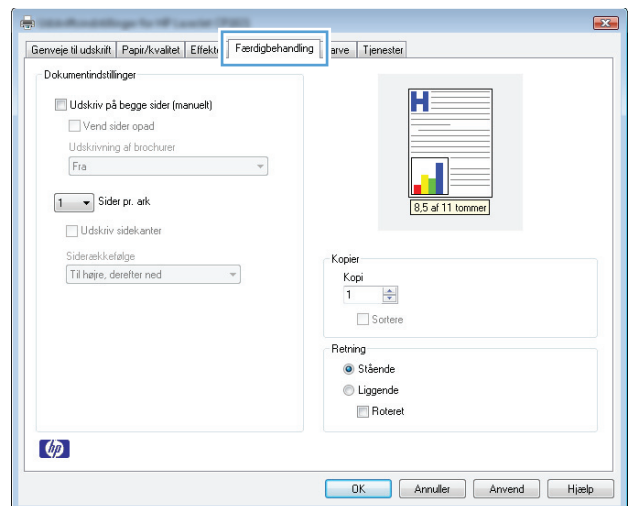 Genveje til udskrift Papir/kvalitet Færdigbehandling Tjenester
Dokumentindstillinger
Udskriv på begge sider (manuelt)
Vend sider opad
Udskrivning af brochurer
Fra
1 Sider pr. ark
Udskriv sidekanter
Siderækkefølge
Til højre, derefter ned
H
8,5 af 11 tommer
Kopier
Kopi
1
Sortere
Retning
Stående
Liggende
Roteret
hp
OK Annuller Anvend Hjælp